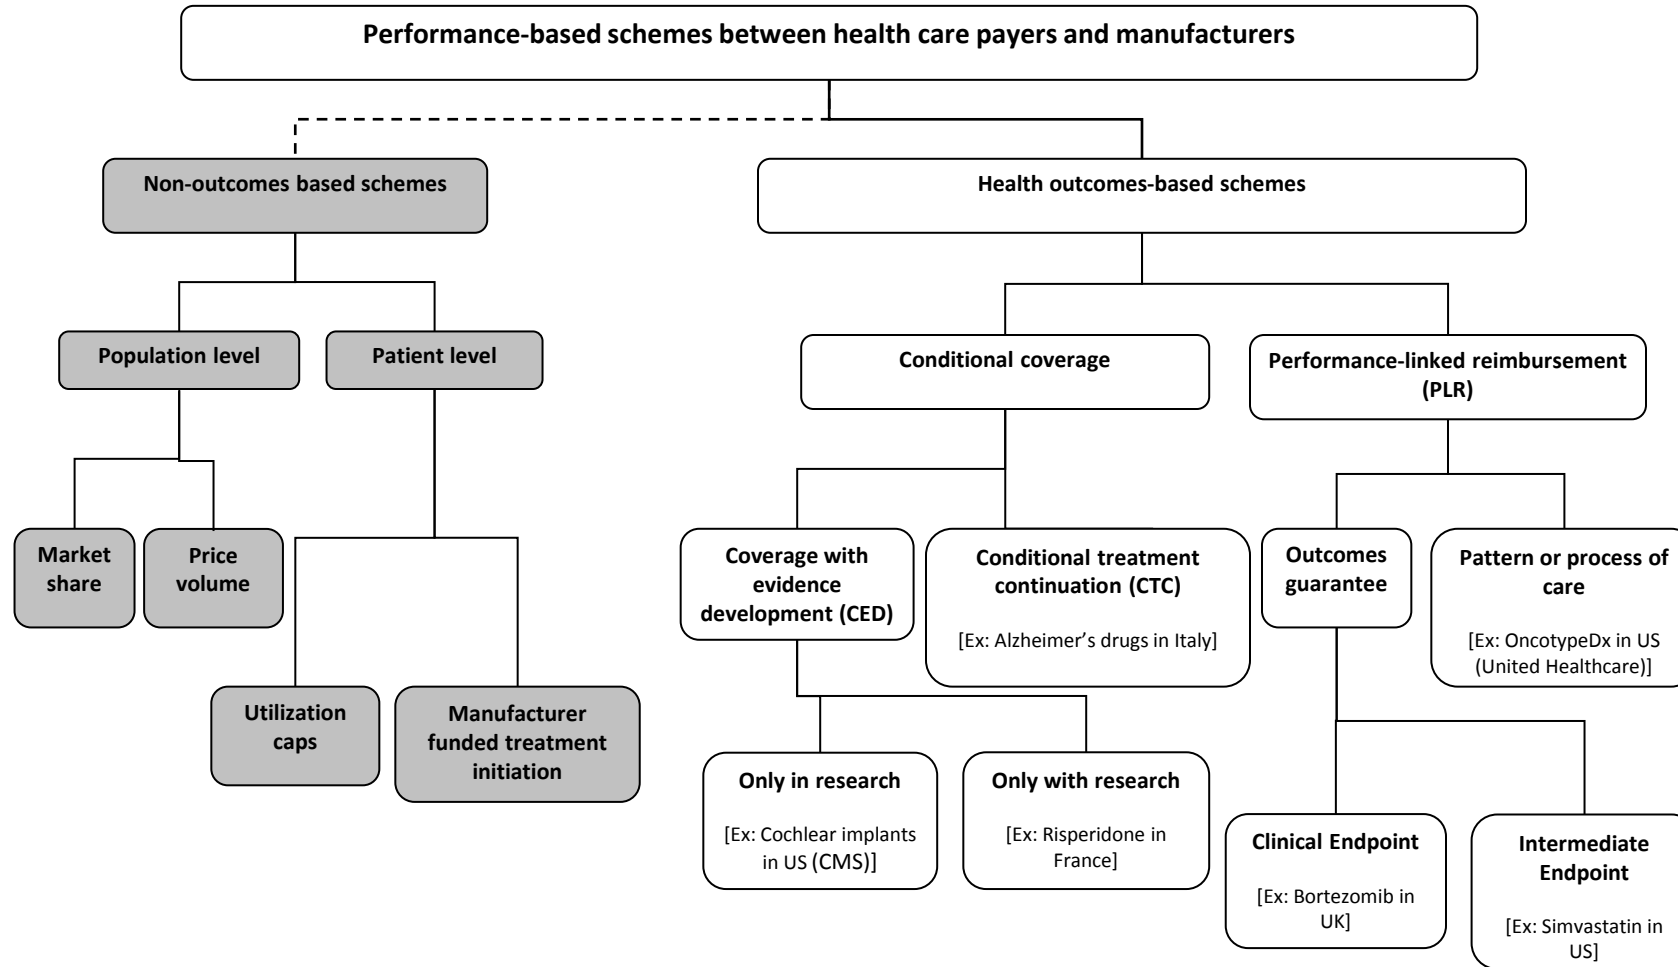 Performance-based schemes between health care payers and manufacturers
Non-outcomes based schemes
Health outcomes-based schemes
Population level
Patient level
Conditional coverage
Performance-linked reimbursement
(PLR)
Market
share
Price
volume
Coverage with
evidence
development (CED)
Conditional treatment
continuation (CTC)
[Ex: Alzheimer’s drugs in Italy]
Outcomes
guarantee
Pattern or process of
care
[Ex: OncotypeDx in US
(United Healthcare)]
Utilization
caps
Manufacturer
funded treatment
initiation
Only in research
[Ex: Cochlear implants
in US (CMS)]
Only with research
[Ex: Risperidone in
France]
Clinical Endpoint
[Ex: Bortezomib in
UK]
Intermediate
Endpoint
[Ex: Simvastatin in
US]